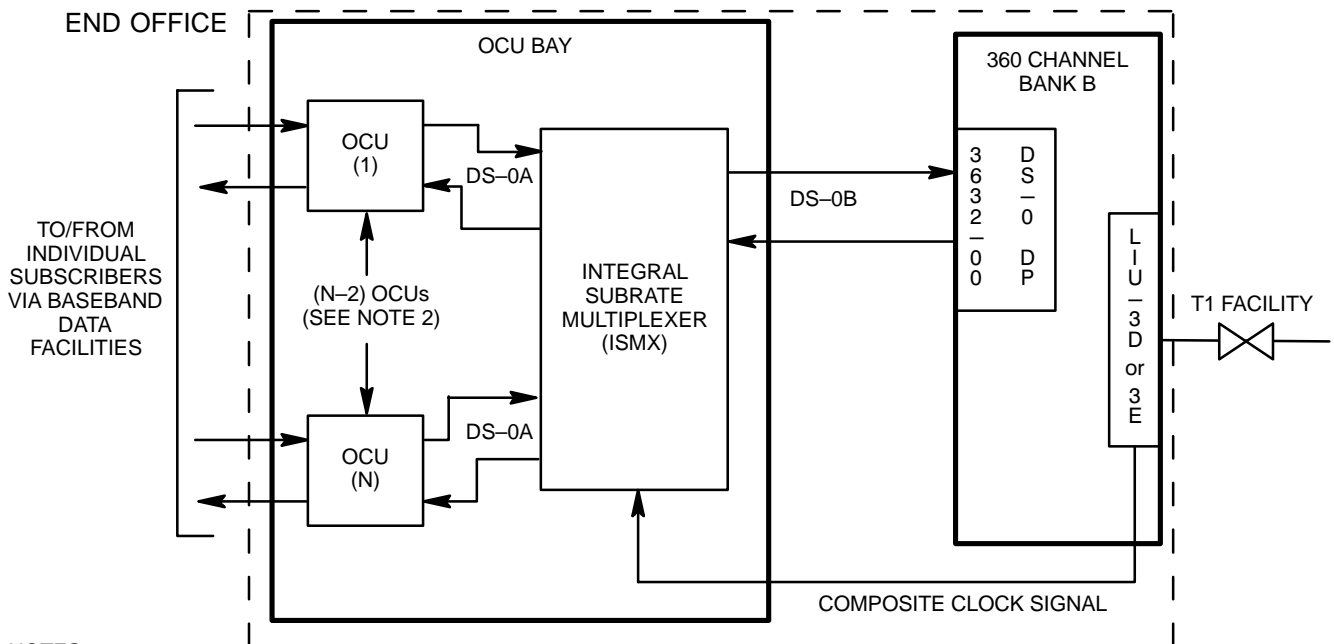 END OFFICE
OCU BAY
360 CHANNEL
BANK B
OCU
(1)
DS–0A
3632–00
DS–0 DP
DS–0B
TO/FROM
INDIVIDUAL
SUBSCRIBERS
VIA BASEBAND
DATA
FACILITIES
(N–2) OCUs
(SEE NOTE 2)
INTEGRAL
SUBRATE
MULTIPLEXER
(ISMX)
LIU–3D or 3E
T1 FACILITY
DS–0A
OCU
(N)
COMPOSITE CLOCK SIGNAL